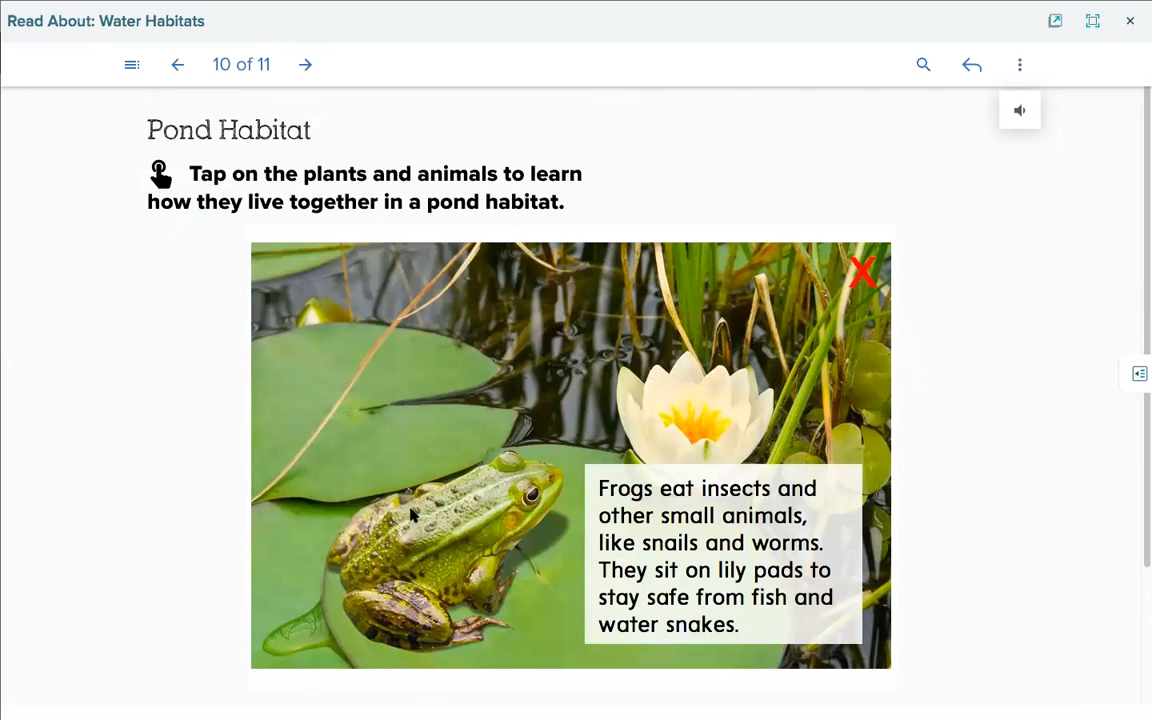 Read About: Water Habitats
10 of 11
Pond Habitat
Tap on the plants and animals to learn
how they live together in a pond habitat.
X
Frogs eat insects and
other small animals,
like snails and worms.
They sit on lily pads to
stay safe from fish and
water snakes.